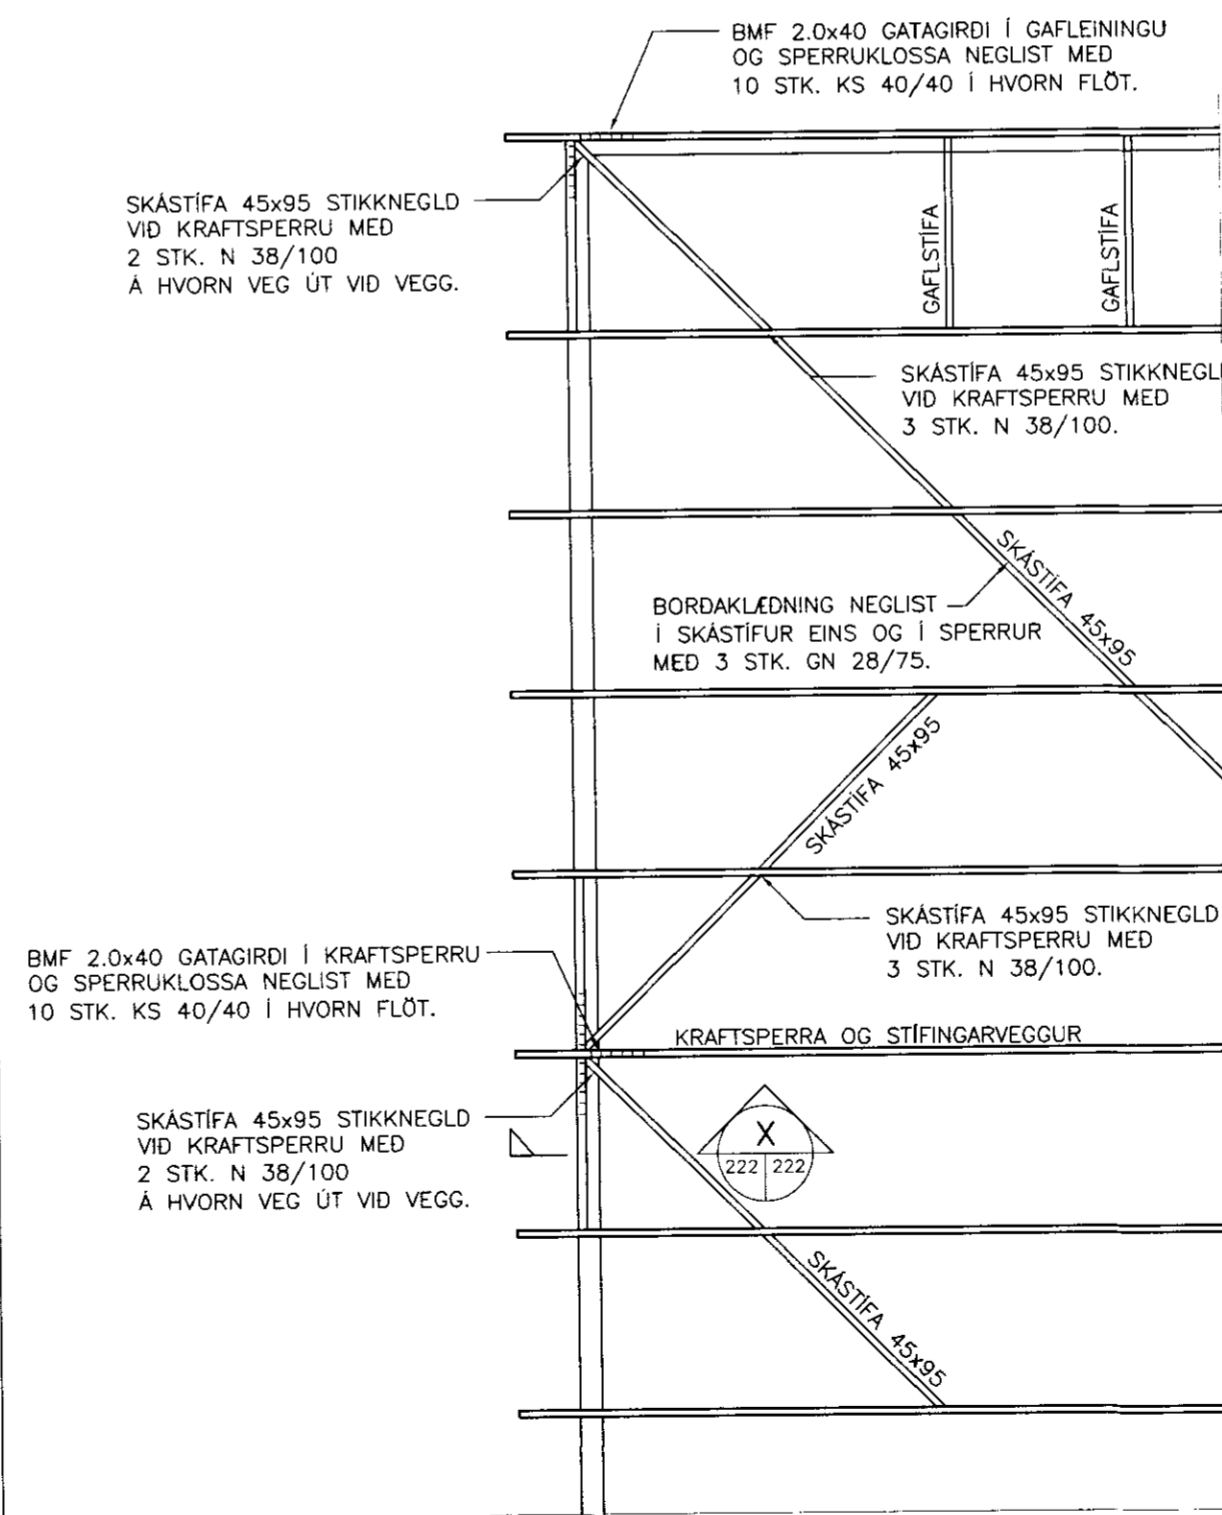 BMF 2.0x40 GATAGIRÐI Í GAFLEININGU
OG SPERRUKLOSSA NEGLIST MEÐ
10 STK. KS 40/40 Í HVORN FLÖT.
SKÁSTÍFA 45x95 STIKKNEGLD
VIÐ KRAFTSPERRU MEÐ
2 STK. N 38/100
Á HVORN VEG ÚT VIÐ VEGG.
GAFLSTÍFA
GAFLSTÍFA
SKÁSTÍFA 45x95 STIKKNEGL
VIÐ KRAFTSPERRU MEÐ
3 STK. N 38/100.
SKÁSTÍFA 45x95
BORÐAKLÆÐNING NEGLIST
Í SKÁSTÍFUR EINS OG Í SPERRUR
MEÐ 3 STK. GN 28/75.
SKÁSTÍFA 45x95
SKÁSTÍFA 45x95 STIKKNEGLD
VIÐ KRAFTSPERRU MEÐ
3 STK. N 38/100.
BMF 2.0x40 GATAGIRÐI Í KRAFTSPERRU
OG SPERRUKLOSSA NEGLIST MEÐ
10 STK. KS 40/40 Í HVORN FLÖT.
KRAFTSPERRA OG STÍFINGARVEGGUR
SKÁSTÍFA 45x95 STIKKNEGLD
VIÐ KRAFTSPERRU MEÐ
2 STK. N 38/100
Á HVORN VEG ÚT VIÐ VEGG.
X
222 222
SKÁSTÍFA 45x95